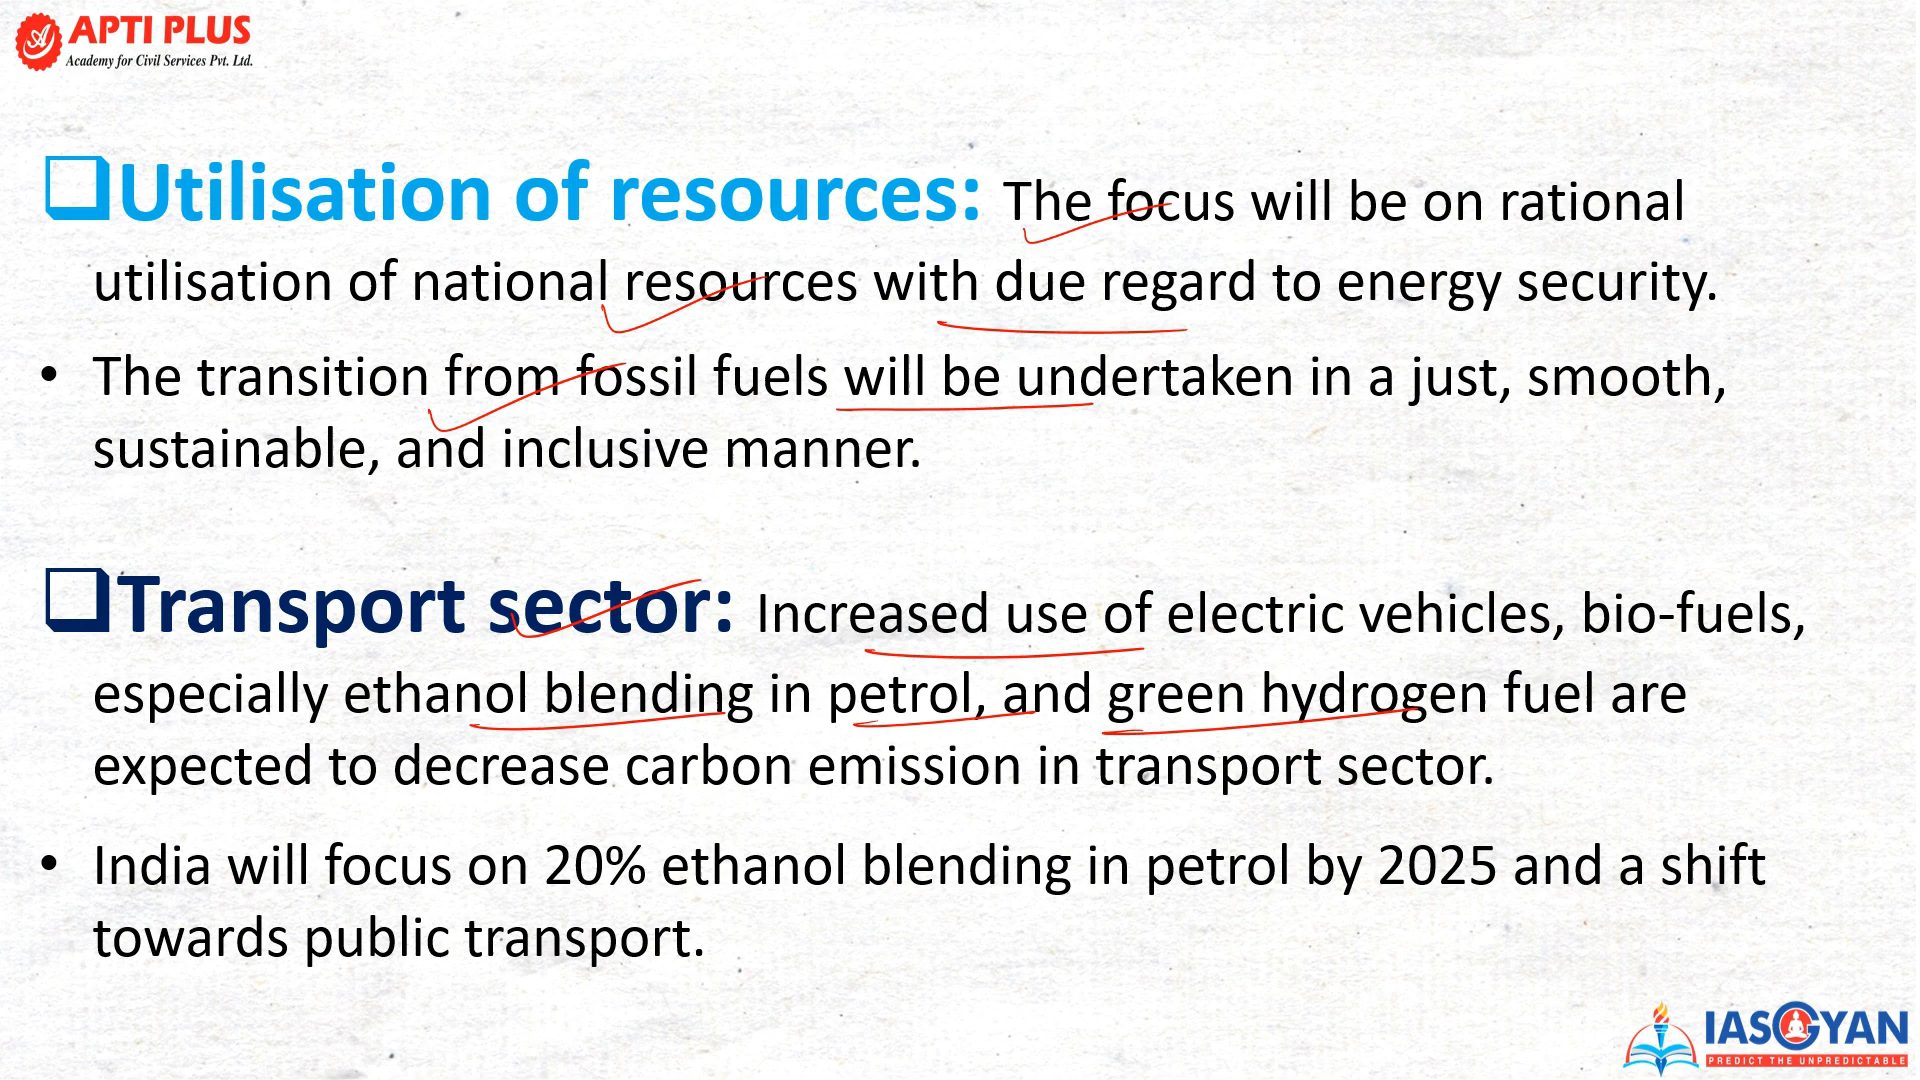 APTI PLUS
Academy for Civil Services Pvt. Ltd.
Utilisation of resources: The focus will be on rational
utilisation of national resources with due regard to energy security.
• The transition from fossil fuels will be undertaken in a just, smooth,
sustainable, and inclusive manner.
Transport sector: Increased use of electric vehicles, bio-fuels,
especially ethanol blending in petrol, and green hydrogen fuel are
expected to decrease carbon emission in transport sector.
• India will focus on 20% ethanol blending in petrol by 2025 and a shift
towards public transport.
IASGYAN
PREDICT THE UNPREDICTABLE